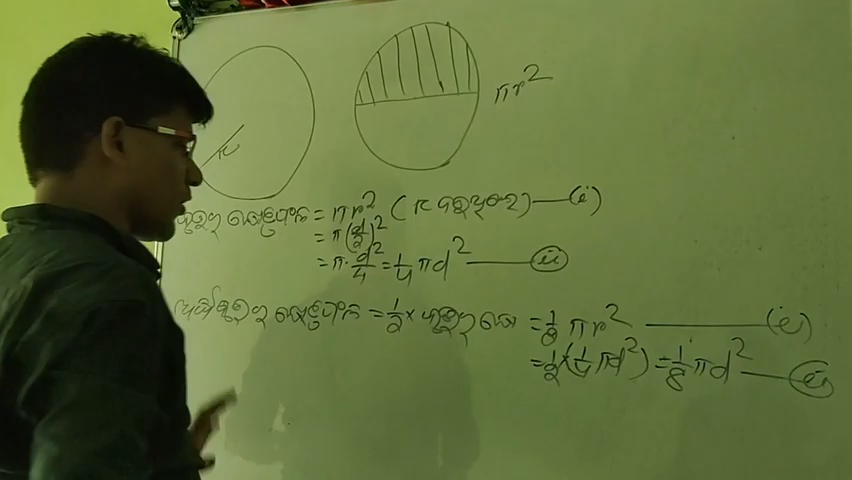 r
πr²
ବୃତ୍ତର କ୍ଷେତ୍ରଫଳ = πr² (r ବ୍ୟାସାର୍ଦ୍ଧ) — (i)
= π(d/2)²
= π·d²/4 = 1/4 πd² — (ii)
ଅର୍ଧବୃତ୍ତର କ୍ଷେତ୍ରଫଳ = 1/2 × ବୃତ୍ତର କ୍ଷେ = 1/2 πr² — (i)
= 1/2 (1/4 πd²) = 1/8 πd² — (ii)